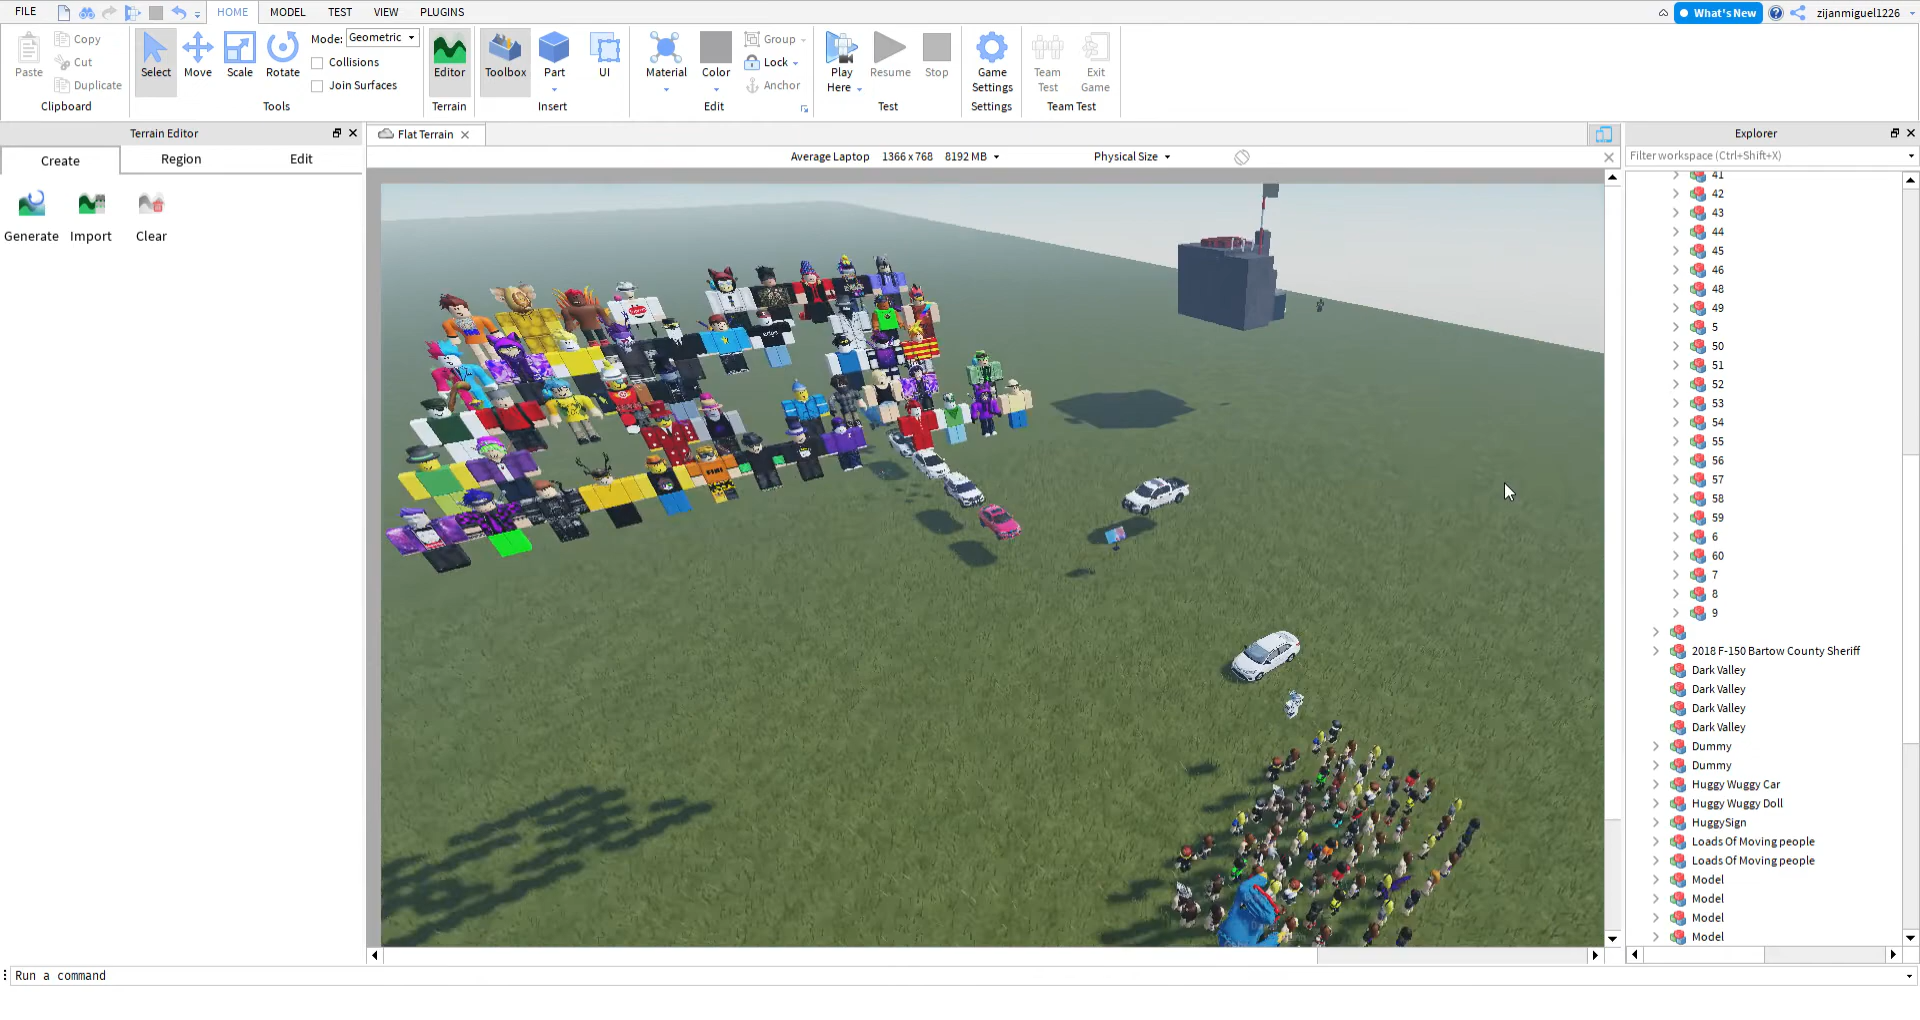 FILE
HOME
MODEL
TEST
VIEW
PLUGINS
What's New
zijanmiguel1226
Paste
Copy
Cut
Duplicate
Clipboard
Select
Move
Scale
Rotate
Mode: Geometric
Collisions
Join Surfaces
Tools
Editor
Terrain
Toolbox
Part
UI
Insert
Material
Color
Group
Lock
Anchor
Edit
Play Here
Resume
Stop
Test
Game Settings
Settings
Team Test
Exit Game
Team Test
Terrain Editor
Create
Region
Edit
Generate
Import
Clear
Flat Terrain
Average Laptop 1366 x 768 8192 MB
Physical Size
Explorer
Filter workspace (Ctrl+Shift+X)
41
42
43
44
45
46
48
49
5
50
51
52
53
54
55
56
57
58
59
6
60
7
8
9
2018 F-150 Bartow County Sheriff
Dark Valley
Dark Valley
Dark Valley
Dark Valley
Dummy
Dummy
Huggy Wuggy Car
Huggy Wuggy Doll
HuggySign
Loads Of Moving people
Loads Of Moving people
Model
Model
Model
Model
Run a command